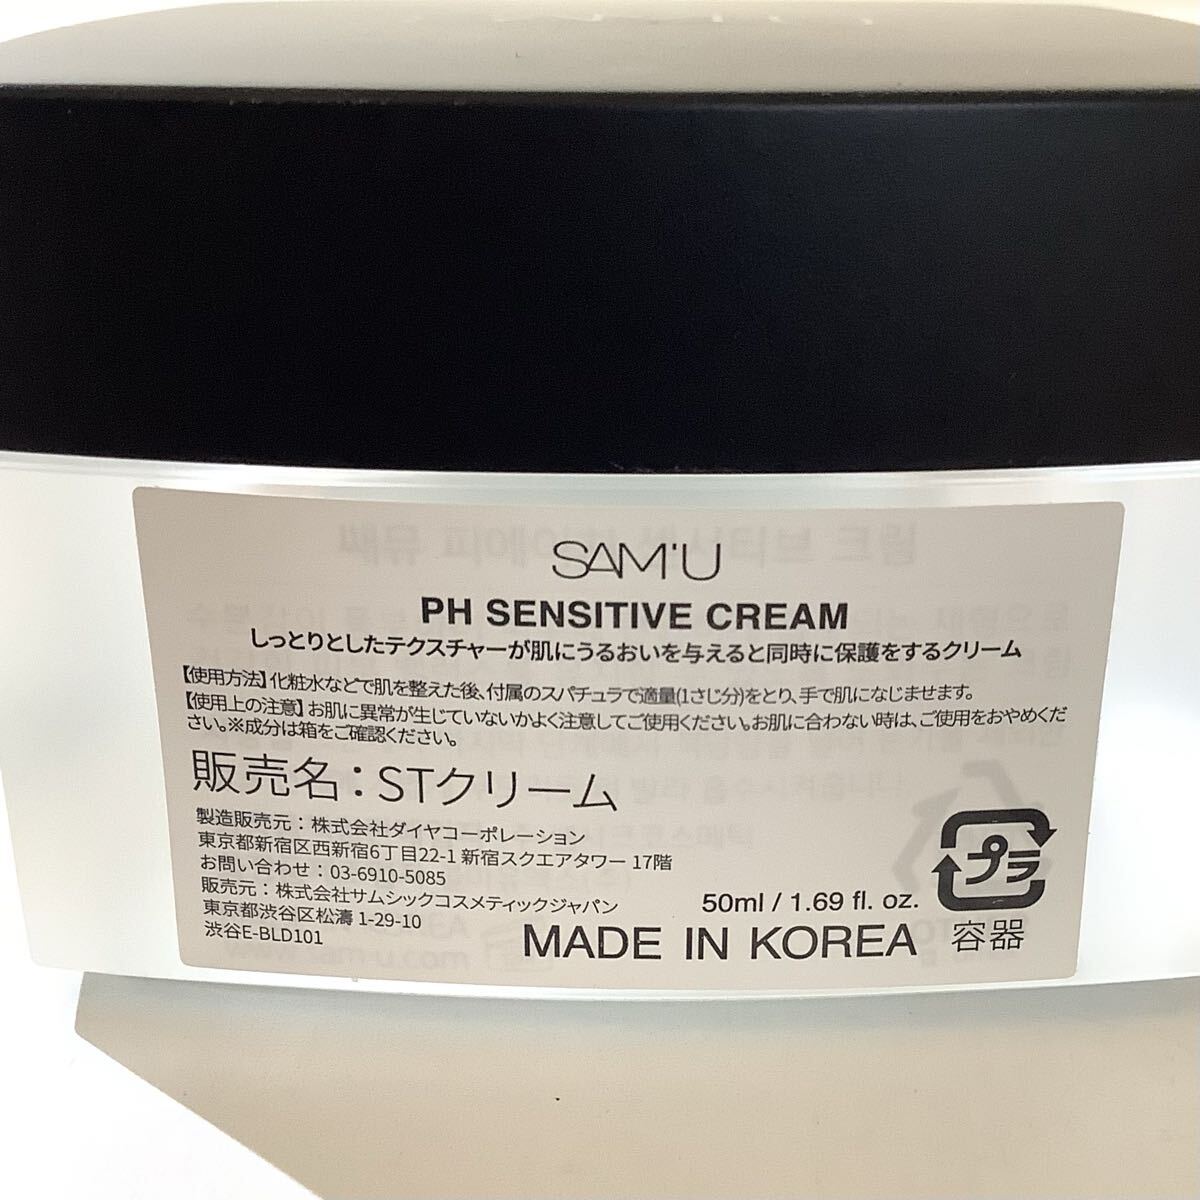 SAM'U
PH SENSITIVE CREAM
しっとりとしたテクスチャーが肌にうるおいを与えると同時に保護をするクリーム
【使用方法】化粧水などで肌を整えた後、付属のスパチュラで適量(1さじ分)をとり、手で肌になじませます。
【使用上の注意】お肌に異常が生じていないかよく注意してご使用ください。お肌に合わない時は、ご使用をおやめくだ
さい。※成分は箱をご確認ください。
販売名：STクリーム
製造販売元：株式会社ダイヤコーポレーション
東京都新宿区西新宿6丁目22-1 新宿スクエアタワー 17階
お問い合わせ：03-6910-5085
販売元：株式会社サムシックコスメティックジャパン
東京都渋谷区松濤 1-29-10
渋谷E-BLD101
50ml / 1.69 fl. oz.
MADE IN KOREA
プラ
容器